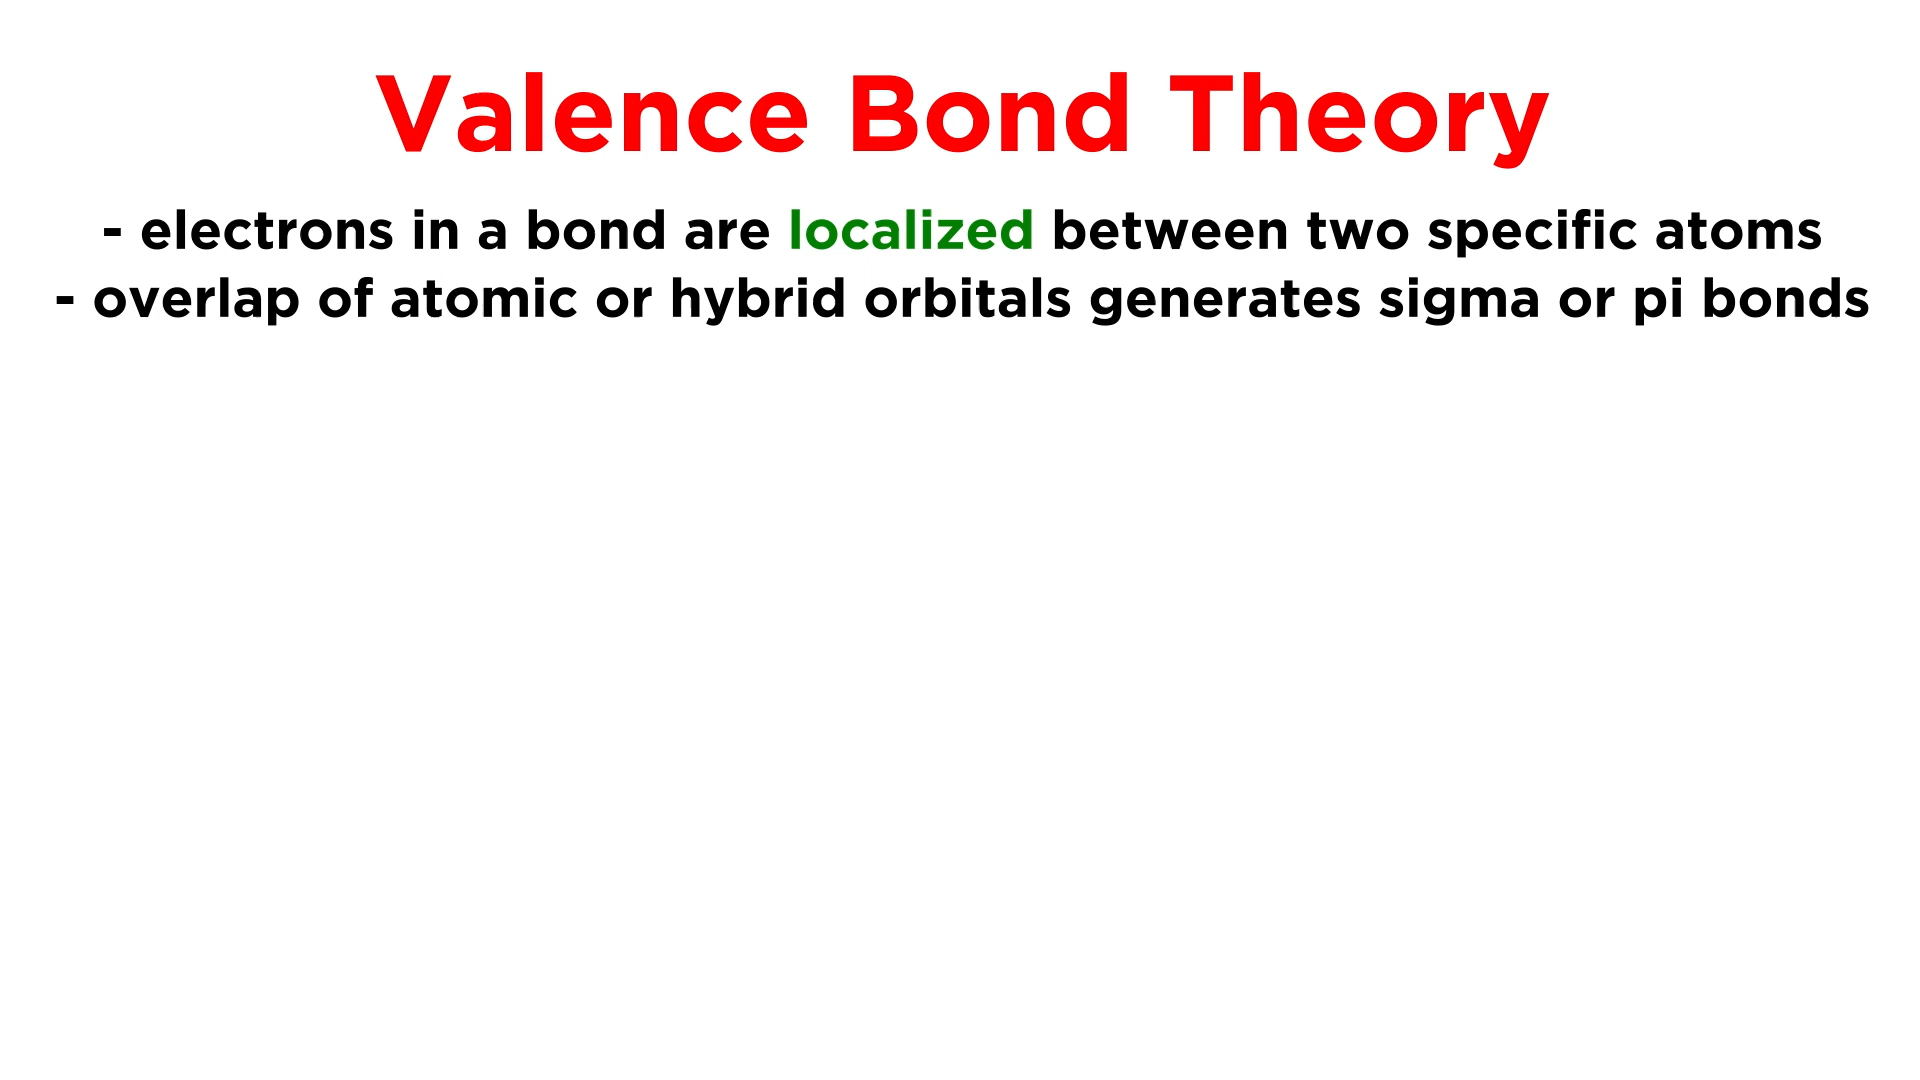 Valence Bond Theory
- electrons in a bond are localized between two specific atoms
- overlap of atomic or hybrid orbitals generates sigma or pi bonds